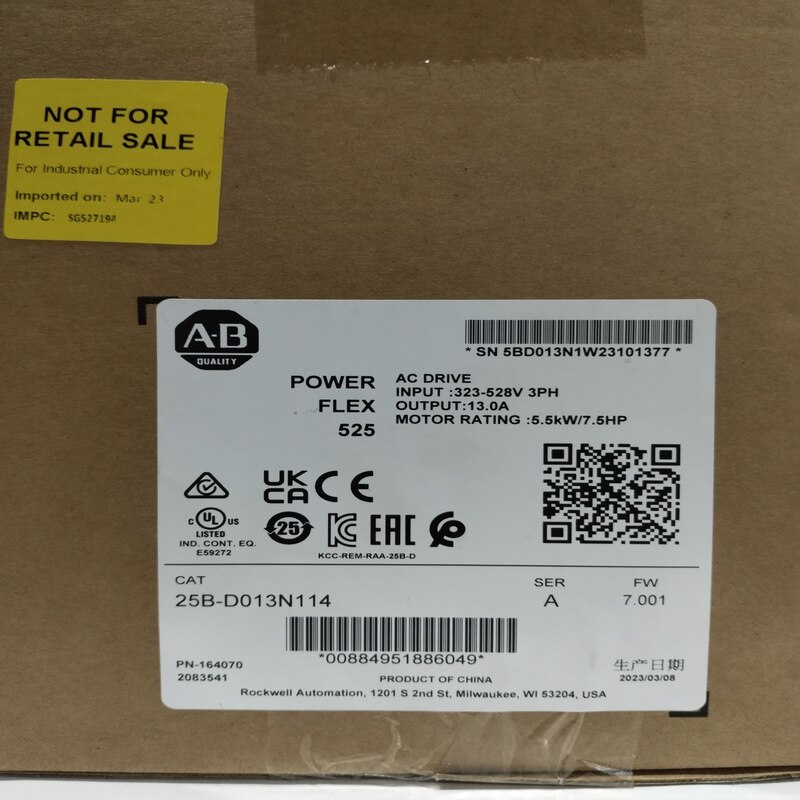 NOT FOR
RETAIL SALE
For Industrial Consumer Only
Imported on: Mar 23
IMPC: SGS27194
A-B
QUALITY
* SN 5BD013N1W23101377 *
POWER
FLEX
525
AC DRIVE
INPUT :323-528V 3PH
OUTPUT:13.0A
MOTOR RATING :5.5kW/7.5HP
UK
CA CE
C UL US
LISTED
IND. CONT. EQ.
E59272
25
KC
EAC
KCC-REM-RAA-25B-D
CAT
25B-D013N114
SER
A
FW
7.001
*00884951886049*
PN-164070
2083541
PRODUCT OF CHINA
Rockwell Automation, 1201 S 2nd St, Milwaukee, WI 53204, USA
生产日期
2023/03/08